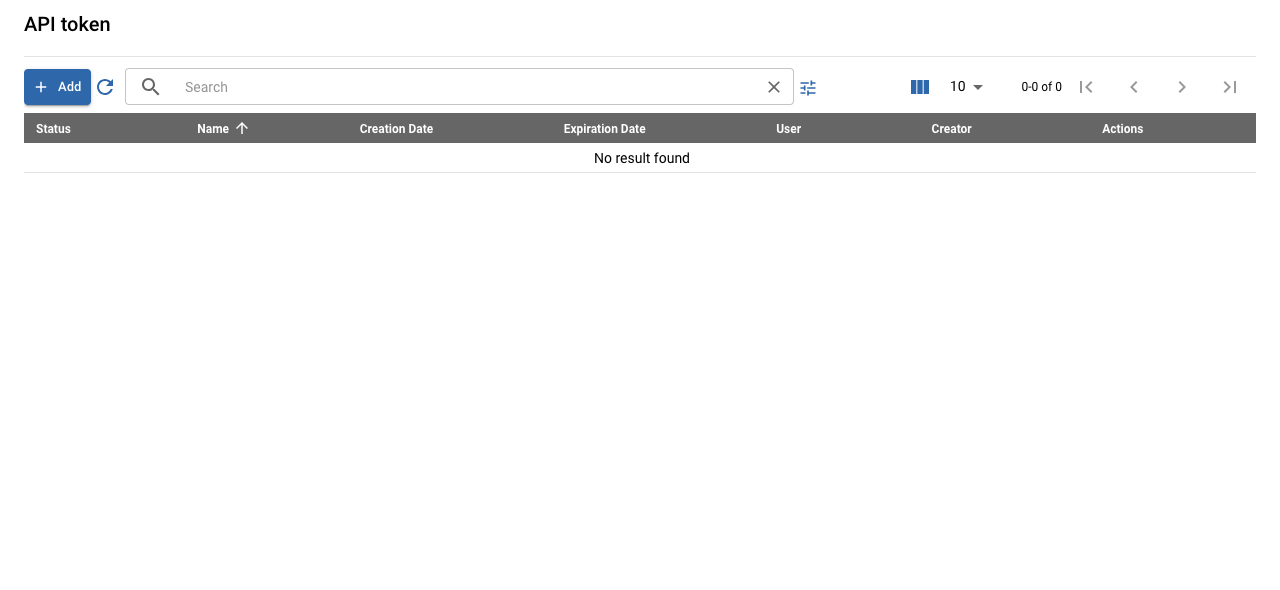 API token
Add
Search
10
0-0 of 0
Status Name Creation Date Expiration Date User Creator Actions
No result found